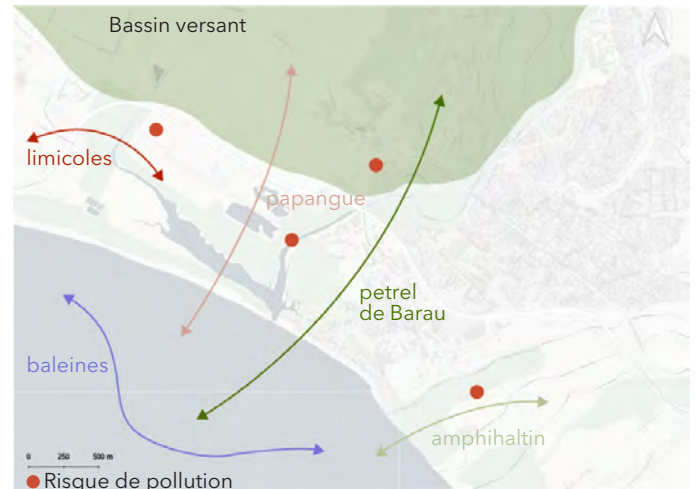 Bassin versant
limicoles
papangue
petrel
de Barau
baleines
amphihaltin
0 250 500 m
Risque de pollution